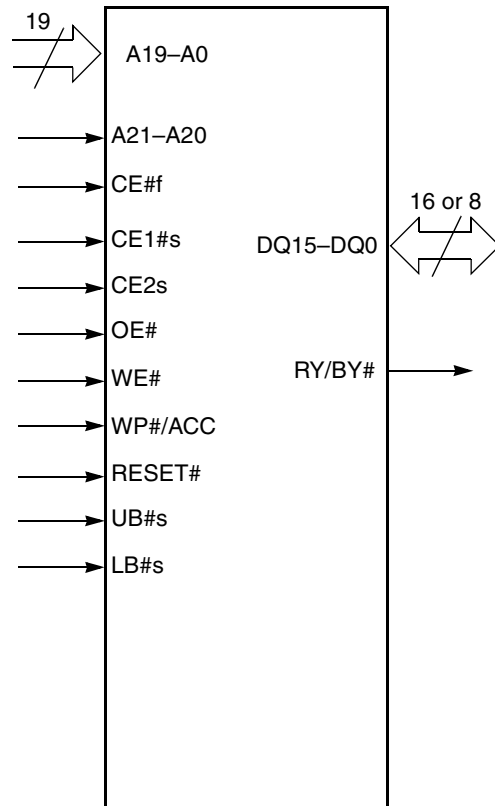 19
A19–A0
A21–A20
CE#f
16 or 8
CE1#s
DQ15–DQ0
CE2s
OE#
WE#
RY/BY#
WP#/ACC
RESET#
UB#s
LB#s